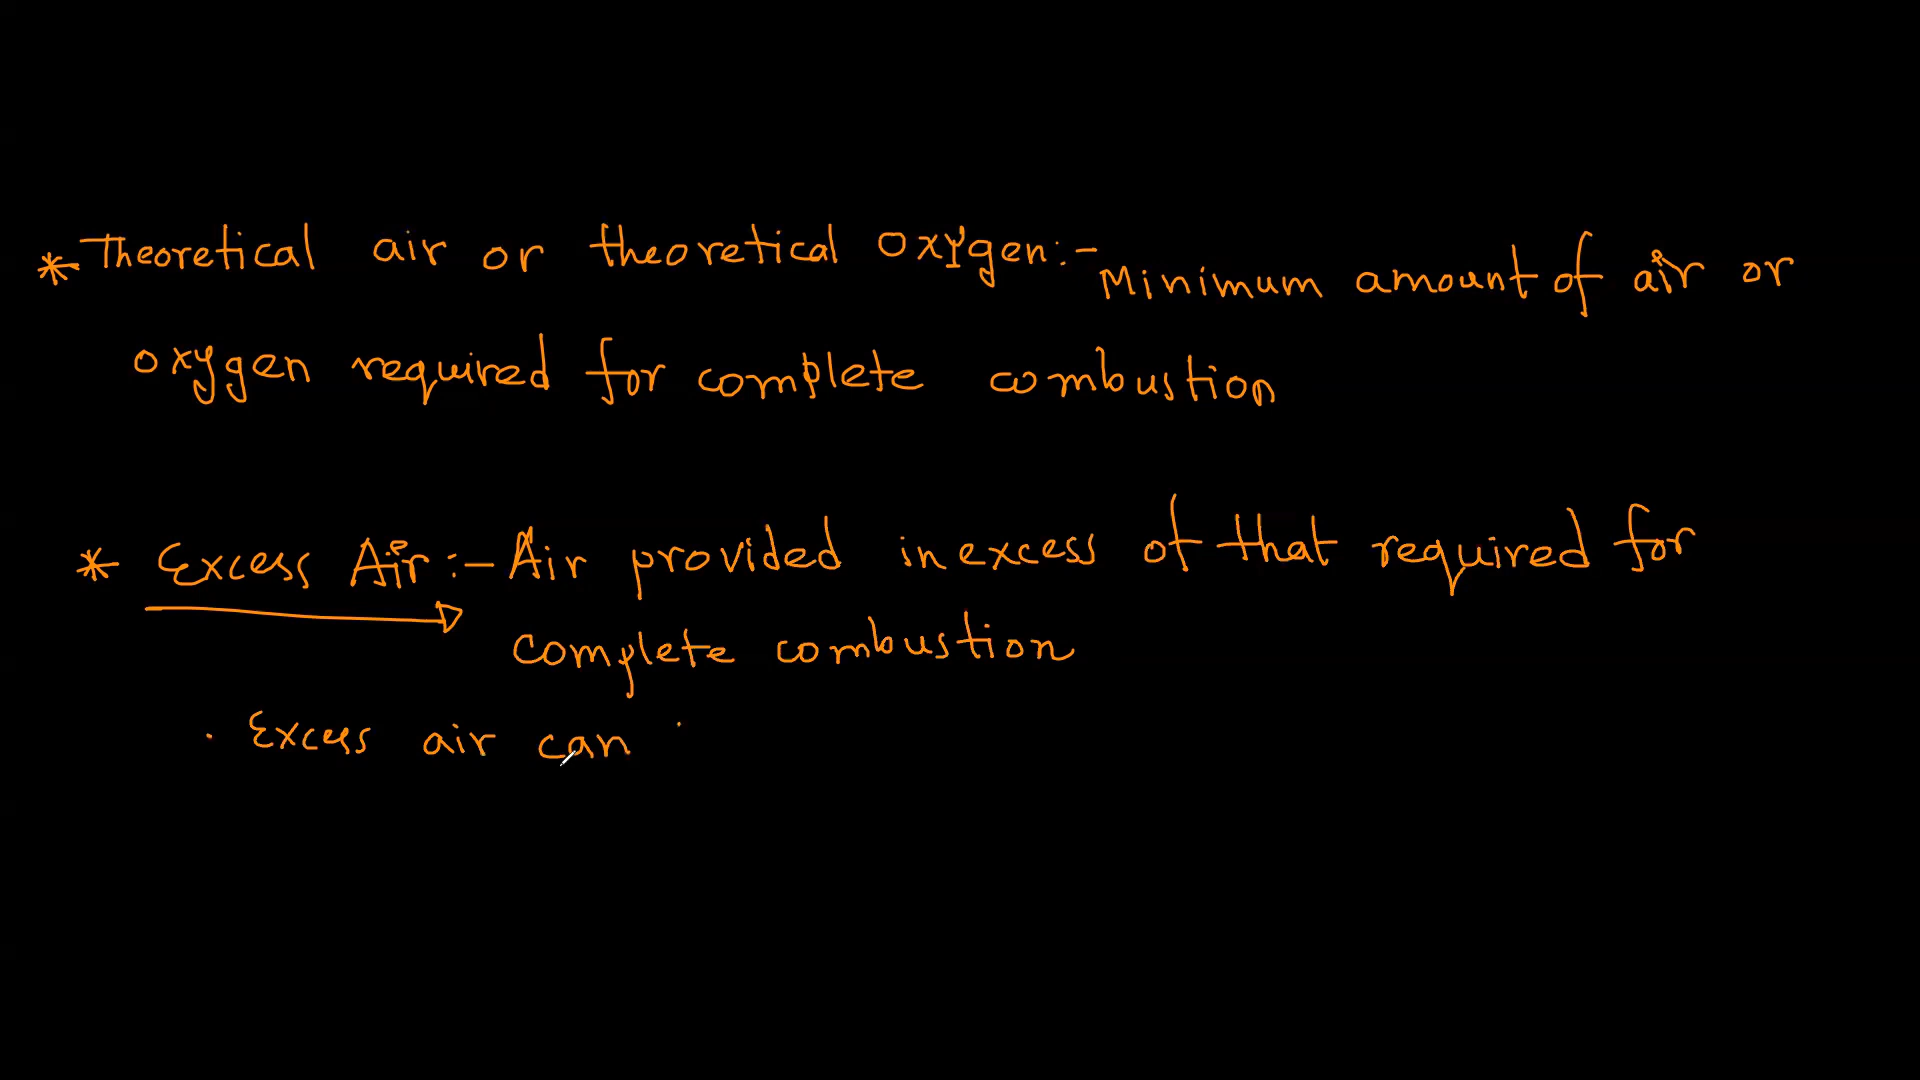 * Theoretical air or theoretical oxygen:- Minimum amount of air or
oxygen required for complete combustion
* Excess Air:- Air provided in excess of that required for
complete combustion
· Excess air can